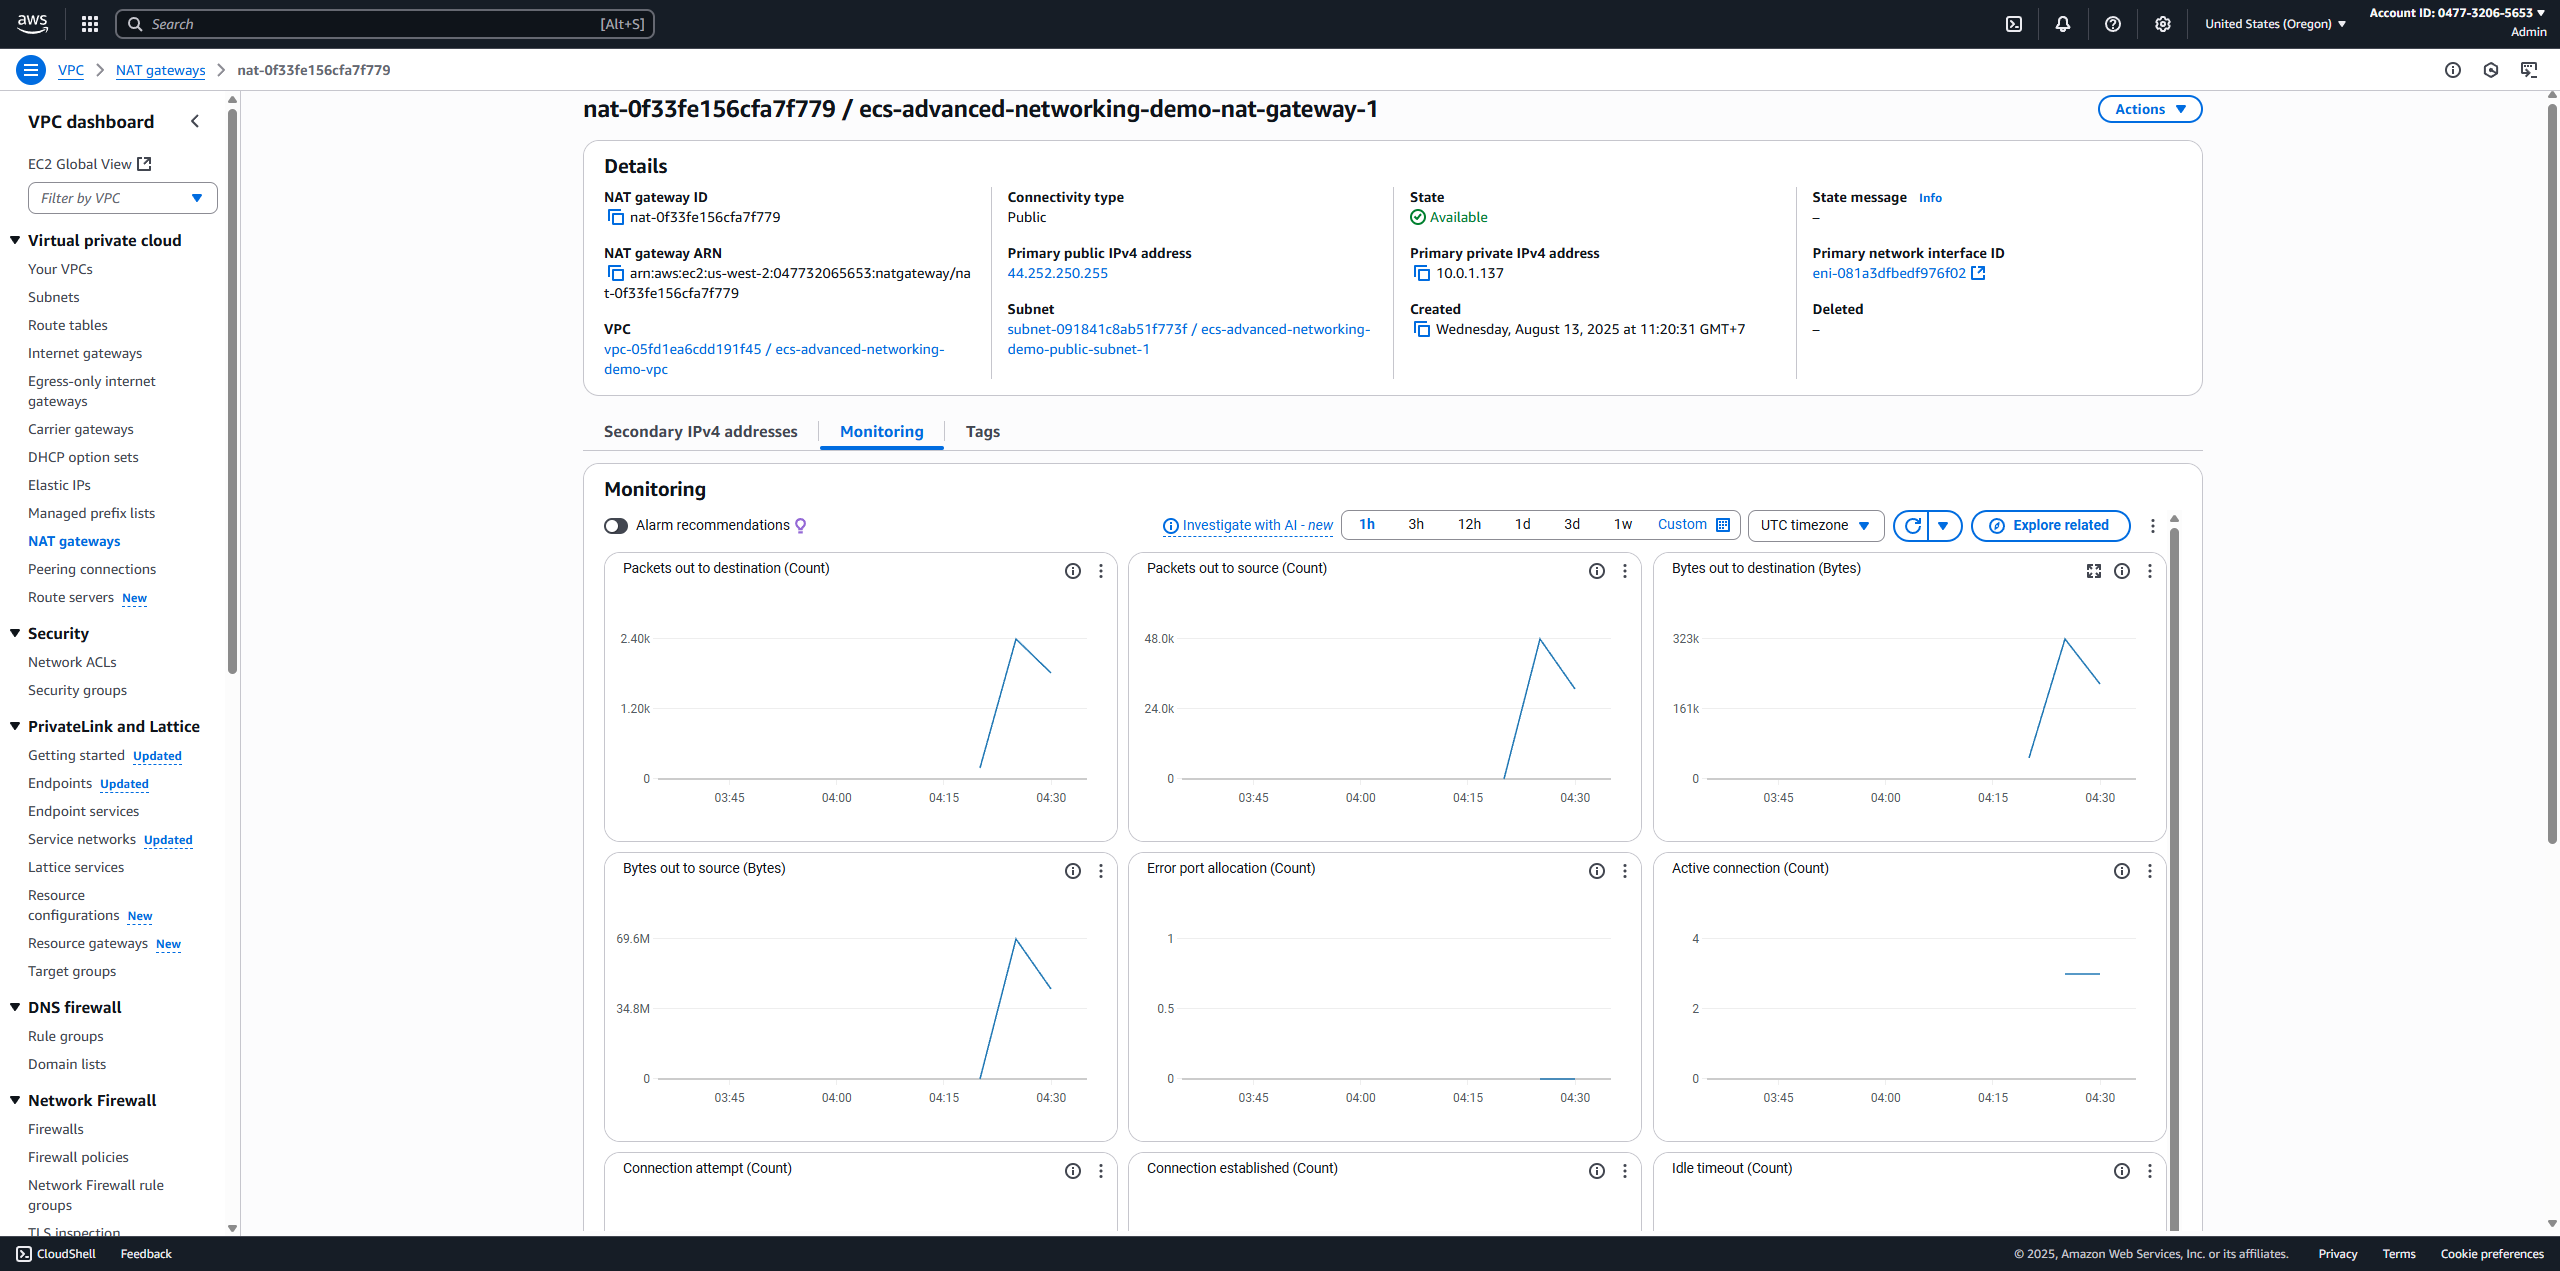 aws
Search [Alt+S]
United States (Oregon)
Account ID: 0477-3206-5653
Admin
VPC
NAT gateways
nat-0f33fe156cfa7f779
VPC dashboard
EC2 Global View
Filter by VPC
Virtual private cloud
Your VPCs
Subnets
Route tables
Internet gateways
Egress-only internet
gateways
Carrier gateways
DHCP option sets
Elastic IPs
Managed prefix lists
NAT gateways
Peering connections
Route servers New
Security
Network ACLs
Security groups
PrivateLink and Lattice
Getting started Updated
Endpoints Updated
Endpoint services
Service networks Updated
Lattice services
Resource
configurations New
Resource gateways New
Target groups
DNS firewall
Rule groups
Domain lists
Network Firewall
Firewalls
Firewall policies
Network Firewall rule
groups
TLS inspection
nat-0f33fe156cfa7f779 / ecs-advanced-networking-demo-nat-gateway-1
Actions
Details
NAT gateway ID
nat-0f33fe156cfa7f779
NAT gateway ARN
arn:aws:ec2:us-west-2:047732065653:natgateway/na
t-0f33fe156cfa7f779
VPC
vpc-05fd1ea6cdd191f45 / ecs-advanced-networking-
demo-vpc
Connectivity type
Public
Primary public IPv4 address
44.252.250.255
Subnet
subnet-091841c8ab51f773f / ecs-advanced-networking-
demo-public-subnet-1
State
Available
Primary private IPv4 address
10.0.1.137
Created
Wednesday, August 13, 2025 at 11:20:31 GMT+7
State message Info
–
Primary network interface ID
eni-081a3dfbedf976f02
Deleted
–
Secondary IPv4 addresses
Monitoring
Tags
Monitoring
Alarm recommendations
Investigate with AI - new
1h 3h 12h 1d 3d 1w Custom
UTC timezone
Explore related
Packets out to destination (Count)
2.40k
1.20k
0
03:45 04:00 04:15 04:30
Packets out to source (Count)
48.0k
24.0k
0
03:45 04:00 04:15 04:30
Bytes out to destination (Bytes)
323k
161k
0
03:45 04:00 04:15 04:30
Bytes out to source (Bytes)
69.6M
34.8M
0
03:45 04:00 04:15 04:30
Error port allocation (Count)
1
0.5
0
03:45 04:00 04:15 04:30
Active connection (Count)
4
2
0
03:45 04:00 04:15 04:30
Connection attempt (Count)
Connection established (Count)
Idle timeout (Count)
CloudShell
Feedback
© 2025, Amazon Web Services, Inc. or its affiliates.
Privacy
Terms
Cookie preferences